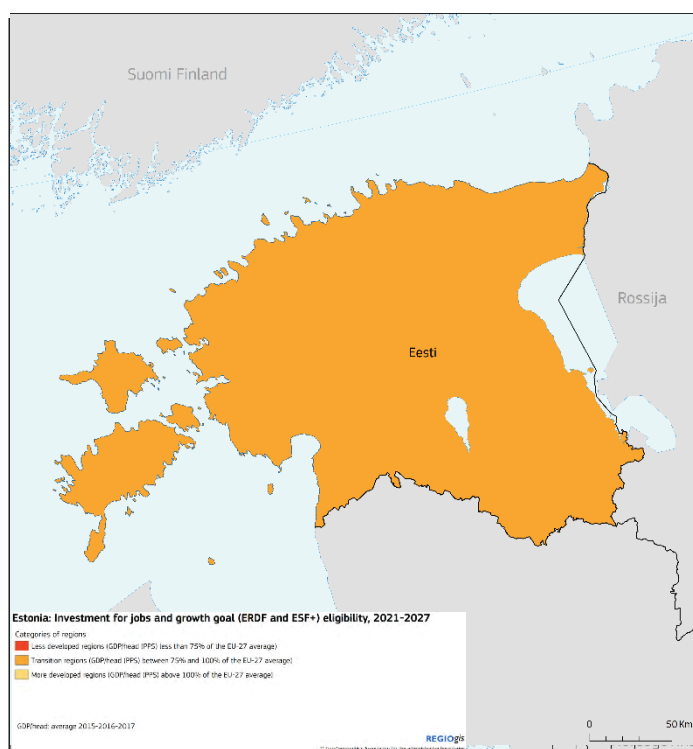 Suomi Finland
Rossija
Eesti
Estonia: Investment for jobs and growth goal (ERDF and ESF+) eligibility, 2021-2027
Categories of regions
Less developed regions (GDP/head (PPS) less than 75% of the EU-27 average)
Transition regions (GDP/head (PPS) between 75% and 100% of the EU-27 average)
More developed regions (GDP/head (PPS) above 100% of the EU-27 average)
GDP/head: average 2015-2016-2017
0 50 Km
REGIOgis